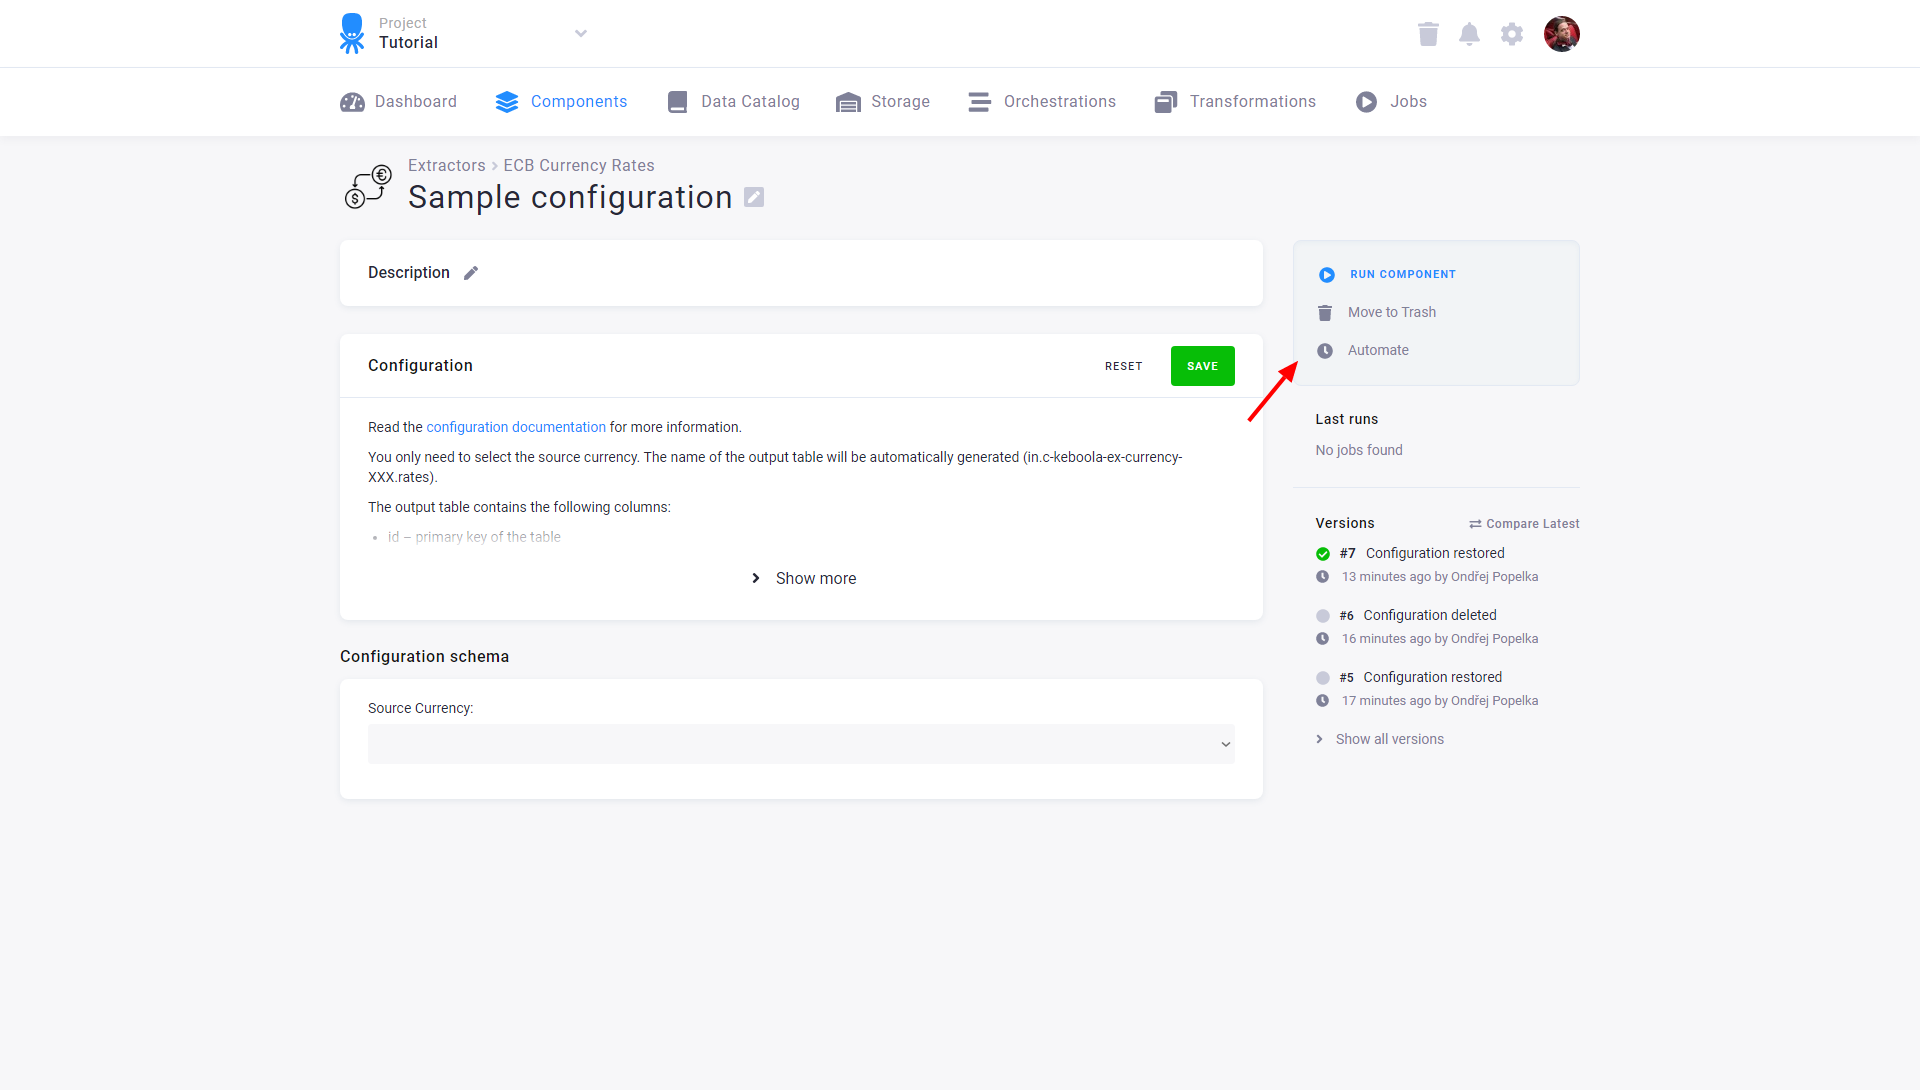 Project
Tutorial
Dashboard
Components
Data Catalog
Storage
Orchestrations
Transformations
Jobs
Extractors > ECB Currency Rates
Sample configuration
Description
Configuration
RESET
SAVE
Read the configuration documentation for more information.
You only need to select the source currency. The name of the output table will be automatically generated (in.c-keboola-ex-currency-
XXX.rates).
The output table contains the following columns:
• id – primary key of the table
Show more
Configuration schema
Source Currency:
RUN COMPONENT
Move to Trash
Automate
Last runs
No jobs found
Versions
Compare Latest
#7 Configuration restored
13 minutes ago by Ondřej Popelka
#6 Configuration deleted
16 minutes ago by Ondřej Popelka
#5 Configuration restored
17 minutes ago by Ondřej Popelka
Show all versions